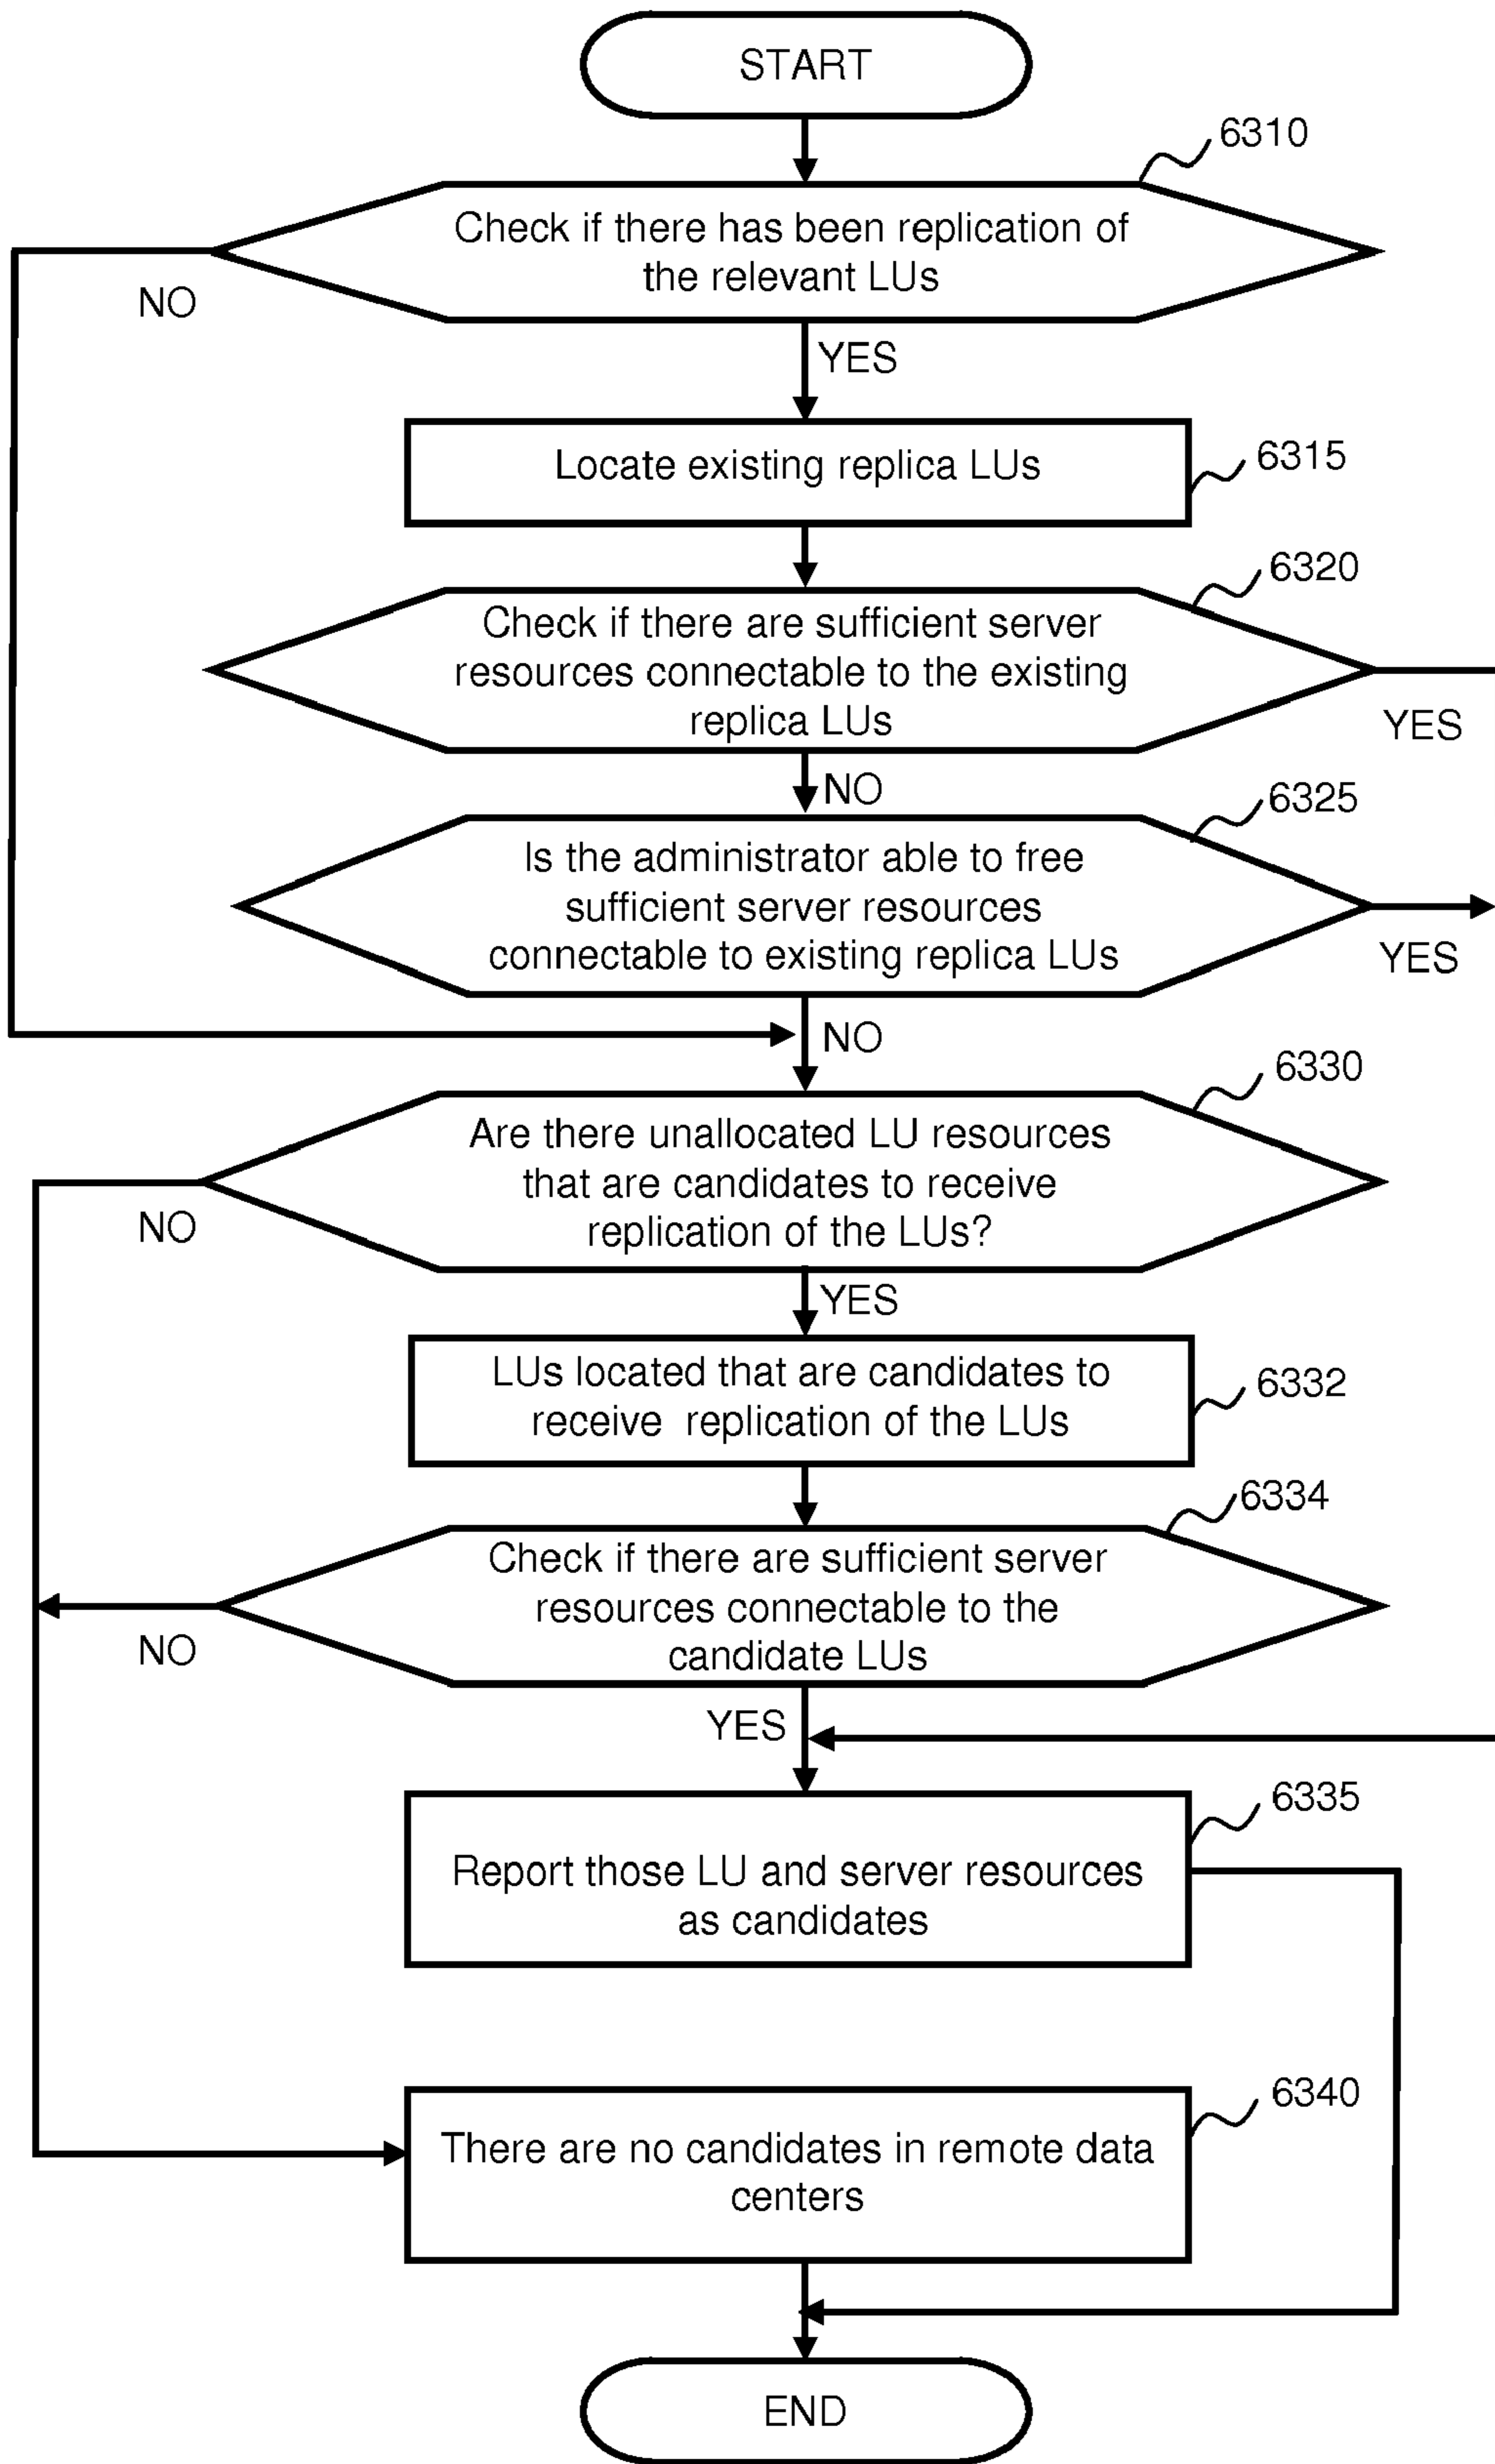 START
6310
Check if there has been replication of
the relevant LUs
NO
YES
Locate existing replica LUs
6315
6320
Check if there are sufficient server
resources connectable to the existing
replica LUs
YES
NO
6325
Is the administrator able to free
sufficient server resources
connectable to existing replica LUs
YES
NO
6330
Are there unallocated LU resources
that are candidates to receive
replication of the LUs?
NO
YES
LUs located that are candidates to
receive replication of the LUs
6332
6334
Check if there are sufficient server
resources connectable to the
candidate LUs
NO
YES
6335
Report those LU and server resources
as candidates
6340
There are no candidates in remote data
centers
END